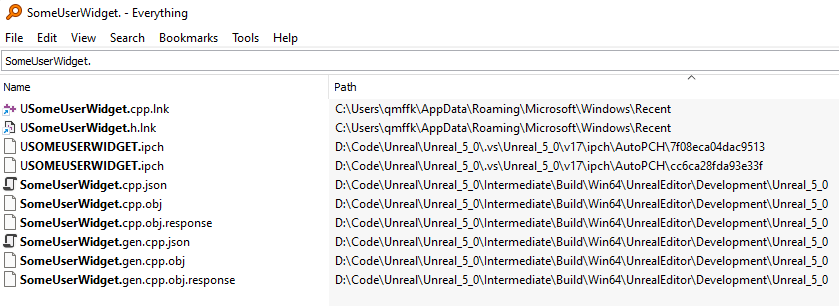 SomeUserWidget. - Everything
File Edit View Search Bookmarks Tools Help
SomeUserWidget.
Name Path
USomeUserWidget.cpp.lnk C:\Users\qmffk\AppData\Roaming\Microsoft\Windows\Recent
USomeUserWidget.h.lnk C:\Users\qmffk\AppData\Roaming\Microsoft\Windows\Recent
USOMEUSERWIDGET.ipch D:\Code\Unreal\Unreal_5_0\.vs\Unreal_5_0\v17\ipch\AutoPCH\7f08eca04dac9513
USOMEUSERWIDGET.ipch D:\Code\Unreal\Unreal_5_0\.vs\Unreal_5_0\v17\ipch\AutoPCH\cc6ca28fda93e33f
SomeUserWidget.cpp.json D:\Code\Unreal\Unreal_5_0\Intermediate\Build\Win64\UnrealEditor\Development\Unreal_5_0
SomeUserWidget.cpp.obj D:\Code\Unreal\Unreal_5_0\Intermediate\Build\Win64\UnrealEditor\Development\Unreal_5_0
SomeUserWidget.cpp.obj.response D:\Code\Unreal\Unreal_5_0\Intermediate\Build\Win64\UnrealEditor\Development\Unreal_5_0
SomeUserWidget.gen.cpp.json D:\Code\Unreal\Unreal_5_0\Intermediate\Build\Win64\UnrealEditor\Development\Unreal_5_0
SomeUserWidget.gen.cpp.obj D:\Code\Unreal\Unreal_5_0\Intermediate\Build\Win64\UnrealEditor\Development\Unreal_5_0
SomeUserWidget.gen.cpp.obj.response D:\Code\Unreal\Unreal_5_0\Intermediate\Build\Win64\UnrealEditor\Development\Unreal_5_0